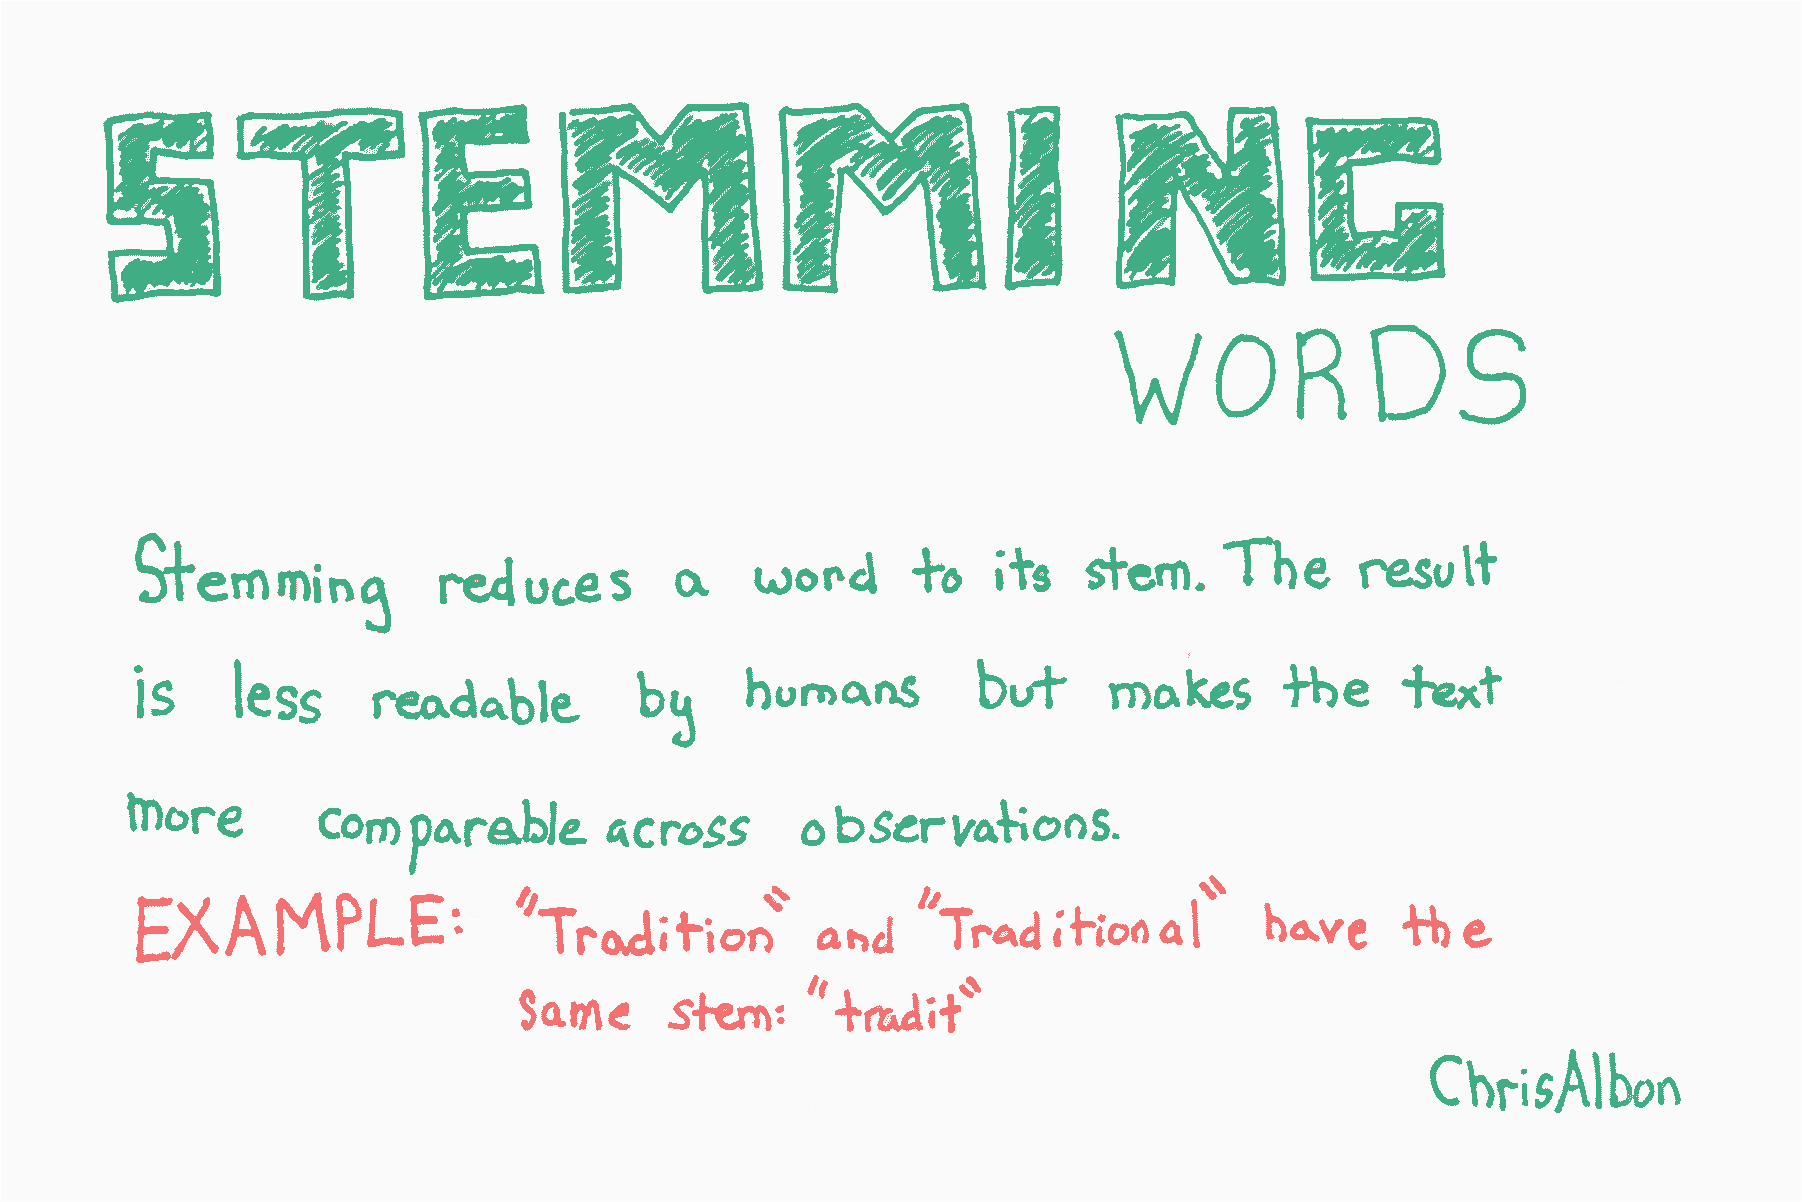 STEMMING
WORDS
Stemming reduces a word to its stem. The result
is less readable by humans but makes the text
more comparable across observations.
EXAMPLE: "Tradition" and "Traditional" have the
same stem: "tradit"
ChrisAlbon